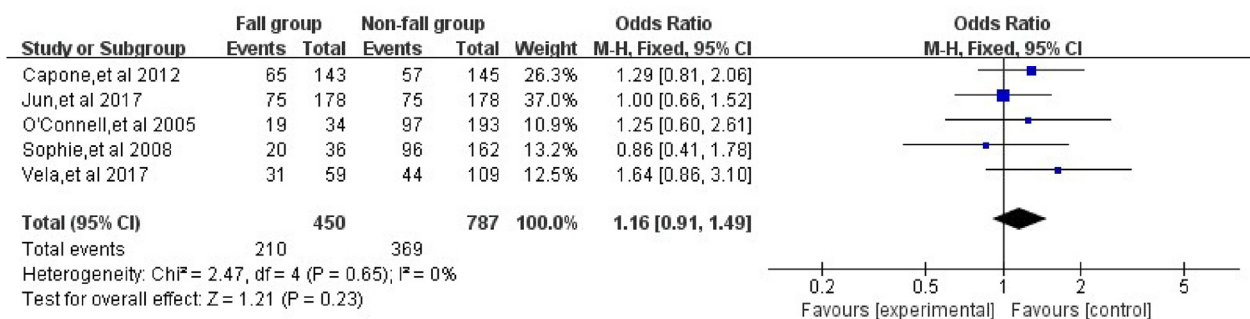 Fall group Non-fall group Odds Ratio Odds Ratio
Study or Subgroup Events Total Events Total Weight M-H, Fixed, 95% CI M-H, Fixed, 95% CI
Capone,et al 2012 65 143 57 145 26.3% 1.29 [0.81, 2.06]
Jun,et al 2017 75 178 75 178 37.0% 1.00 [0.66, 1.52]
O'Connell,et al 2005 19 34 97 193 10.9% 1.25 [0.60, 2.61]
Sophie,et al 2008 20 36 96 162 13.2% 0.86 [0.41, 1.78]
Vela,et al 2017 31 59 44 109 12.5% 1.64 [0.86, 3.10]
Total (95% CI) 450 787 100.0% 1.16 [0.91, 1.49]
Total events 210 369
Heterogeneity: Chi² = 2.47, df = 4 (P = 0.65); I² = 0%
Test for overall effect: Z = 1.21 (P = 0.23)
0.2 0.5 1 2 5
Favours [experimental] Favours [control]